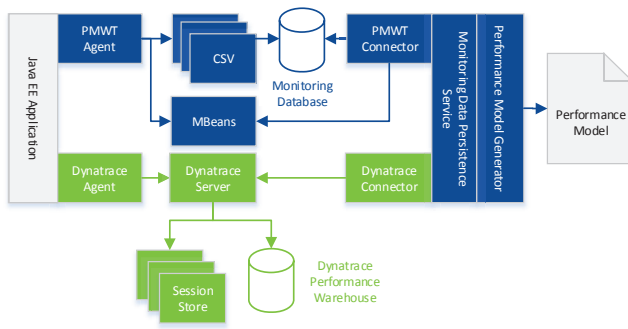 Java EE Application
PMWT
Agent
CSV
Monitoring
Database
PMWT
Connector
Monitoring Data Persistence
Service
Performance Model Generator
Performance
Model
MBeans
Dynatrace
Agent
Dynatrace
Server
Dynatrace
Connector
Session
Store
Dynatrace
Performance
Warehouse